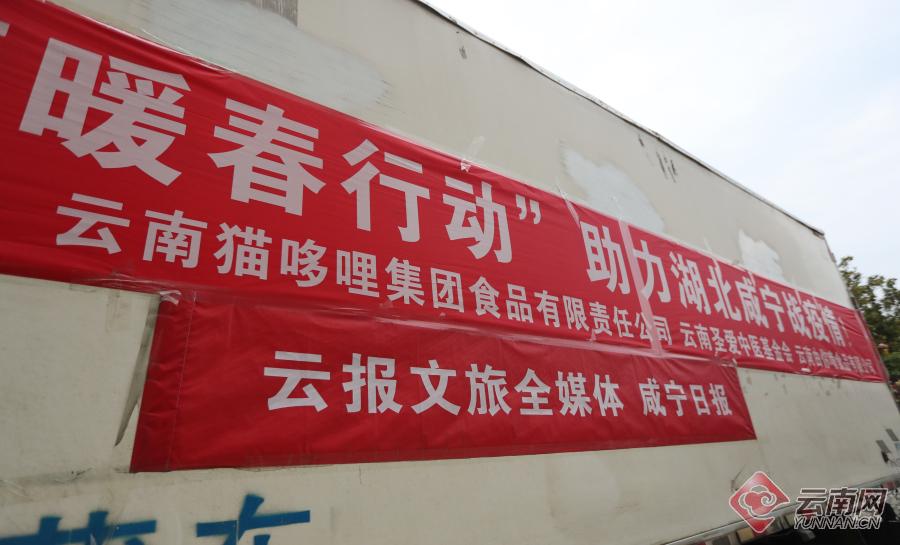 “暖春行动” 助力湖北咸宁战疫情
云南猫哆哩集团食品有限责任公司 云南圣爱中医基金会
云报文旅全媒体 咸宁日报
云南网
YUNNAN.CN